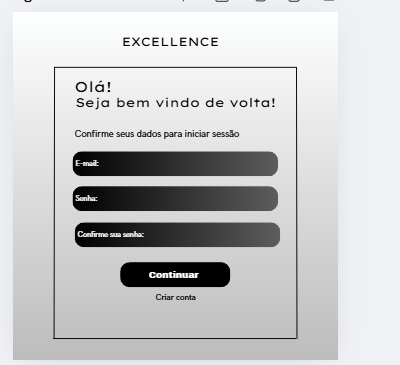 EXCELLENCE
Olá!
Seja bem vindo de volta!
Confirme seus dados para iniciar sessão
E-mail:
Senha:
Confirme sua senha:
Continuar
Criar conta